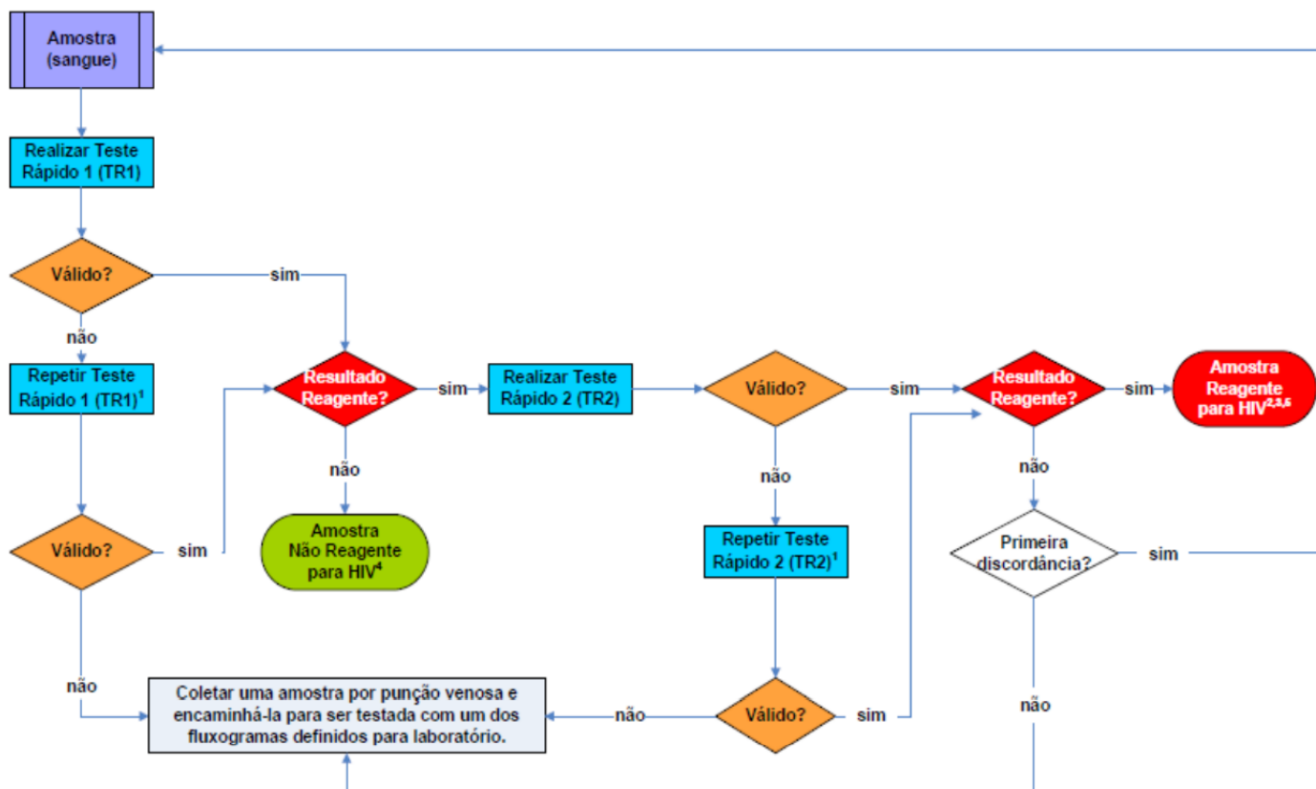 Amostra
(sangue)
Realizar Teste
Rápido 1 (TR1)
Válido?
sim
não
Repetir Teste
Rápido 1 (TR1)¹
Resultado
Reagente?
sim
Realizar Teste
Rápido 2 (TR2)
Válido?
sim
Resultado
Reagente?
sim
Amostra
Reagente
para HIV²,³,⁵
não
não
não
Válido?
sim
Amostra
Não Reagente
para HIV⁴
Repetir Teste
Rápido 2 (TR2)¹
Primeira
discordância?
sim
não
Coletar uma amostra por punção venosa e
encaminhá-la para ser testada com um dos
fluxogramas definidos para laboratório.
não
Válido?
sim
não